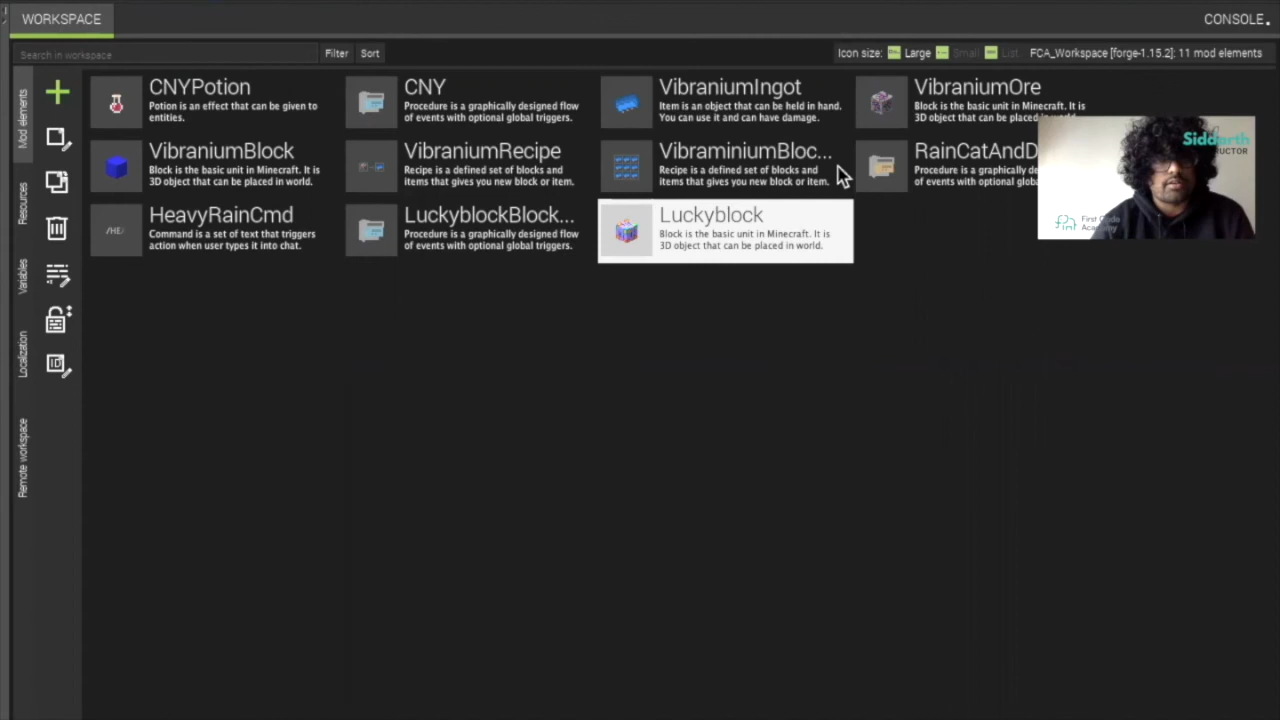 WORKSPACE
CONSOLE
Search in workspace
Filter
Sort
Icon size:
Large
Small
List
FCA_Workspace [forge-1.15.2]: 11 mod elements
Mod elements
Resources
Variables
Localization
Remote workspace
CNYPotion
Potion is an effect that can be given to
entities.
CNY
Procedure is a graphically designed flow
of events with optional global triggers.
VibraniumIngot
Item is an object that can be held in hand.
You can use it and can have damage.
VibraniumOre
Block is the basic unit in Minecraft. It is
3D object that can be placed in world.
VibraniumBlock
Block is the basic unit in Minecraft. It is
3D object that can be placed in world.
VibraniumRecipe
Recipe is a defined set of blocks and
items that gives you new block or item.
VibraminiumBloc...
Recipe is a defined set of blocks and
items that gives you new block or item.
RainCatAndD
Procedure is a graphically de
of events with optional globa
HeavyRainCmd
Command is a set of text that triggers
action when user types it into chat.
/HE/
LuckyblockBlock...
Procedure is a graphically designed flow
of events with optional global triggers.
Luckyblock
Block is the basic unit in Minecraft. It is
3D object that can be placed in world.
Siddarth
UCTOR
First Code
Academy